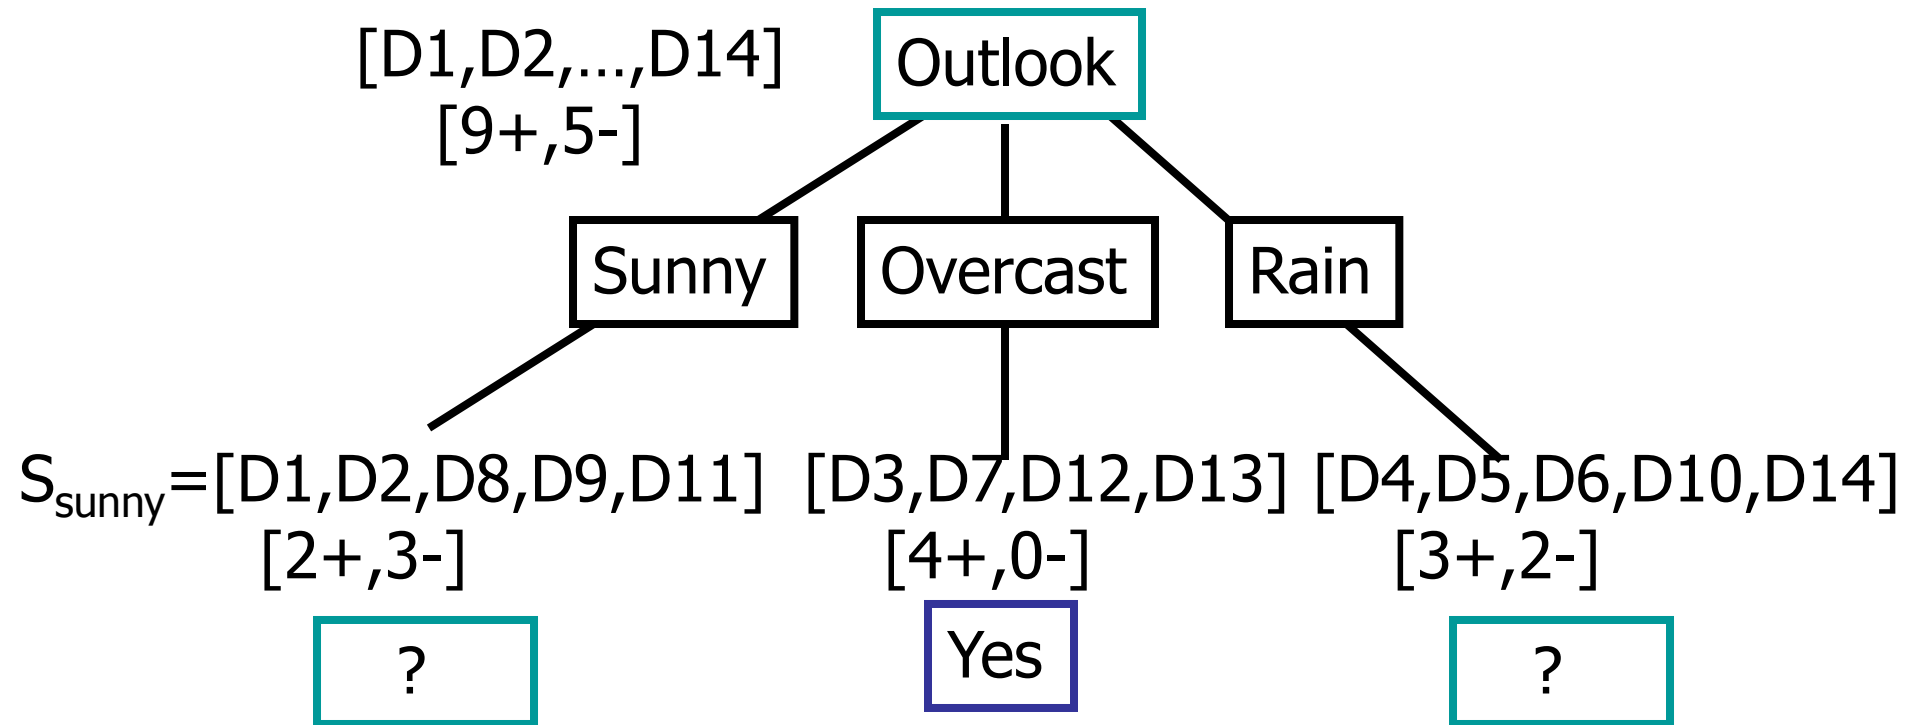 [D1,D2,…,D14]
[9+,5-]
Outlook
Sunny
Overcast
Rain
Ssunny=[D1,D2,D8,D9,D11]
[2+,3-]
?
[D3,D7,D12,D13]
[4+,0-]
Yes
[D4,D5,D6,D10,D14]
[3+,2-]
?